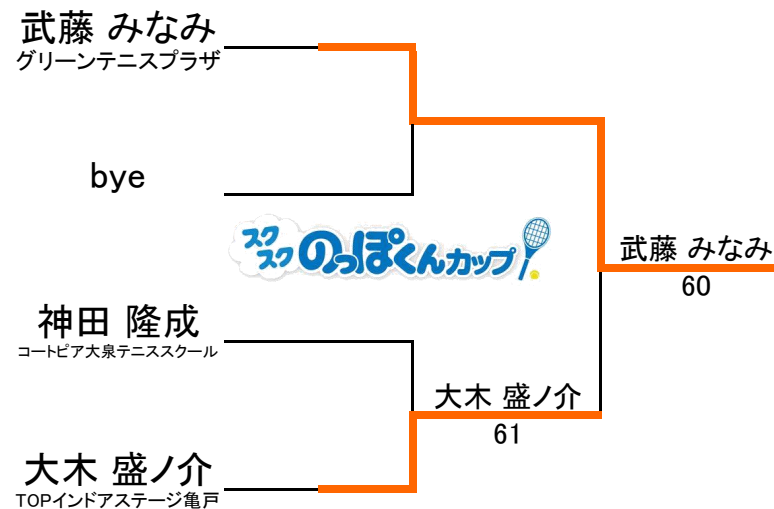 武藤 みなみ
グリーンテニスプラザ
bye
スク
スク のっぽくんカップ
武藤 みなみ
60
神田 隆成
コートピア大泉テニススクール
大木 盛ノ介
61
大木 盛ノ介
TOPインドアステージ亀戸